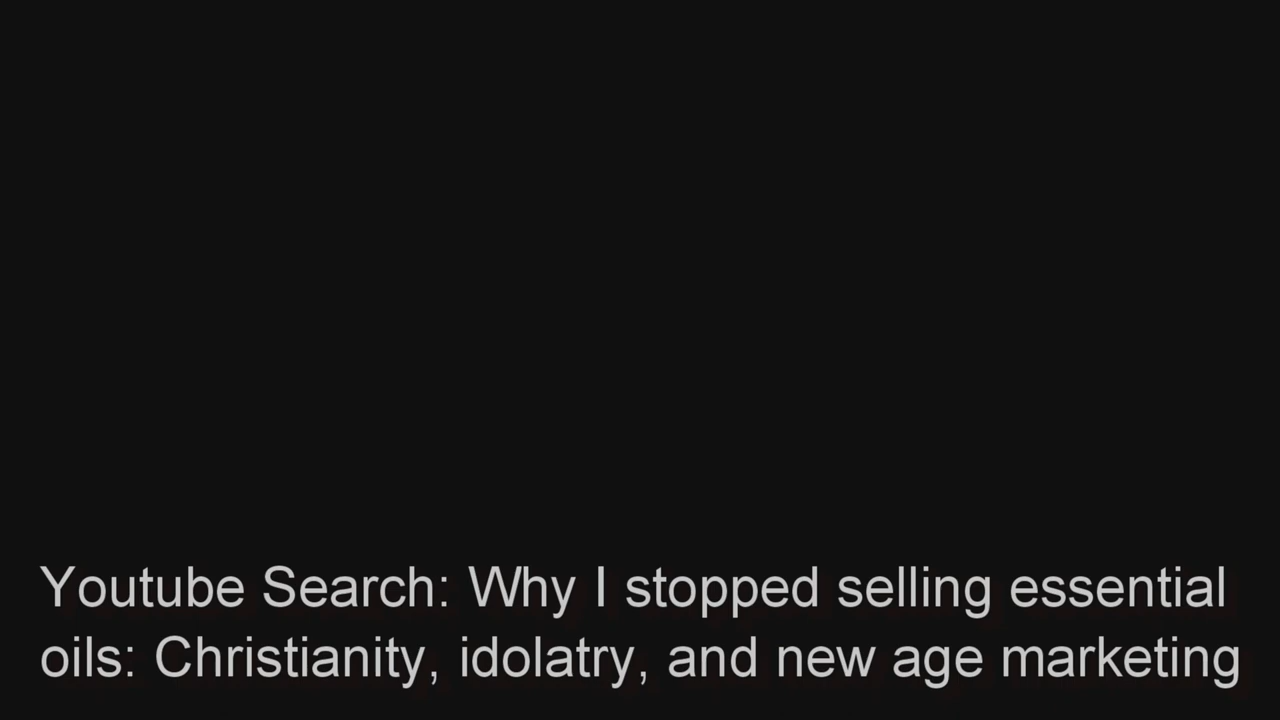 Youtube Search: Why I stopped selling essential
oils: Christianity, idolatry, and new age marketing